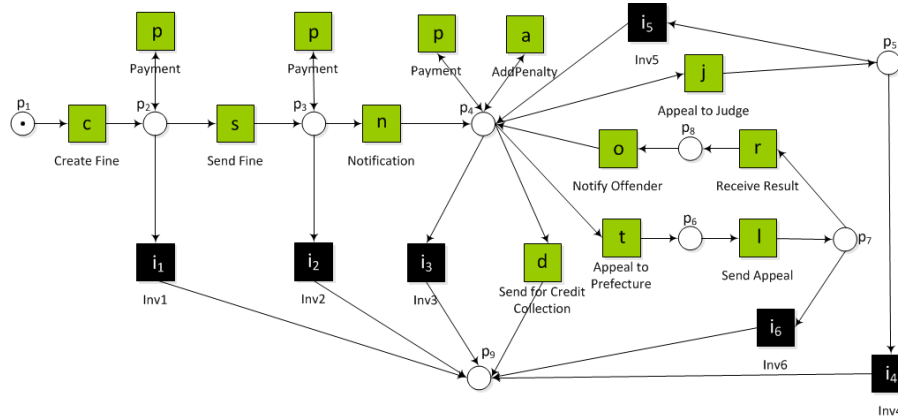 p p p a i5
Payment Payment Payment AddPenalty Inv5
p1 p2 p3 p4 p5
c s n j
Create Fine Send Fine Notification Appeal to Judge
p8
o r
Notify Offender Receive Result
p6 p7
t l
Appeal to
Prefecture Send Appeal
i1 i2 i3 d
Inv1 Inv2 Inv3 Send for Credit
Collection
i6
Inv6
p9
i4
Inv4